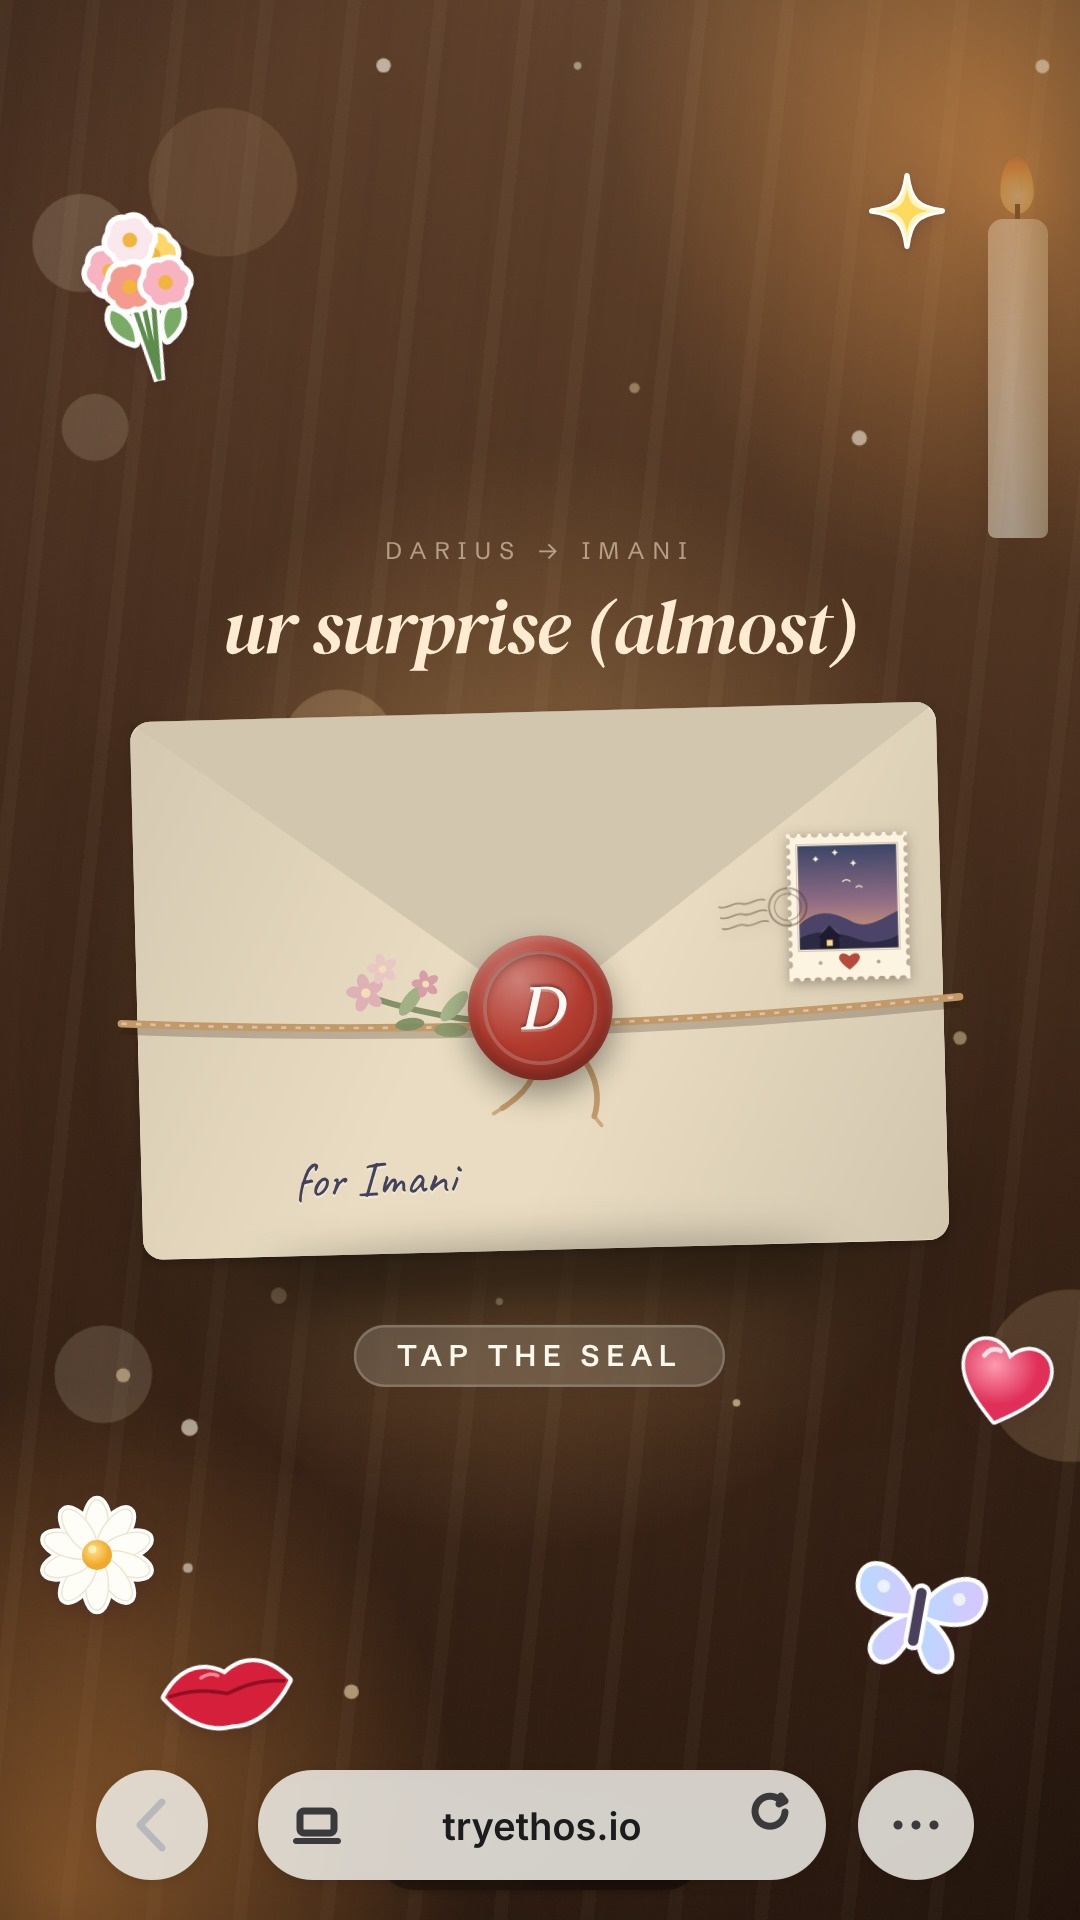 DARIUS → IMANI
ur surprise (almost)
D
for Imani
TAP THE SEAL
tryethos.io